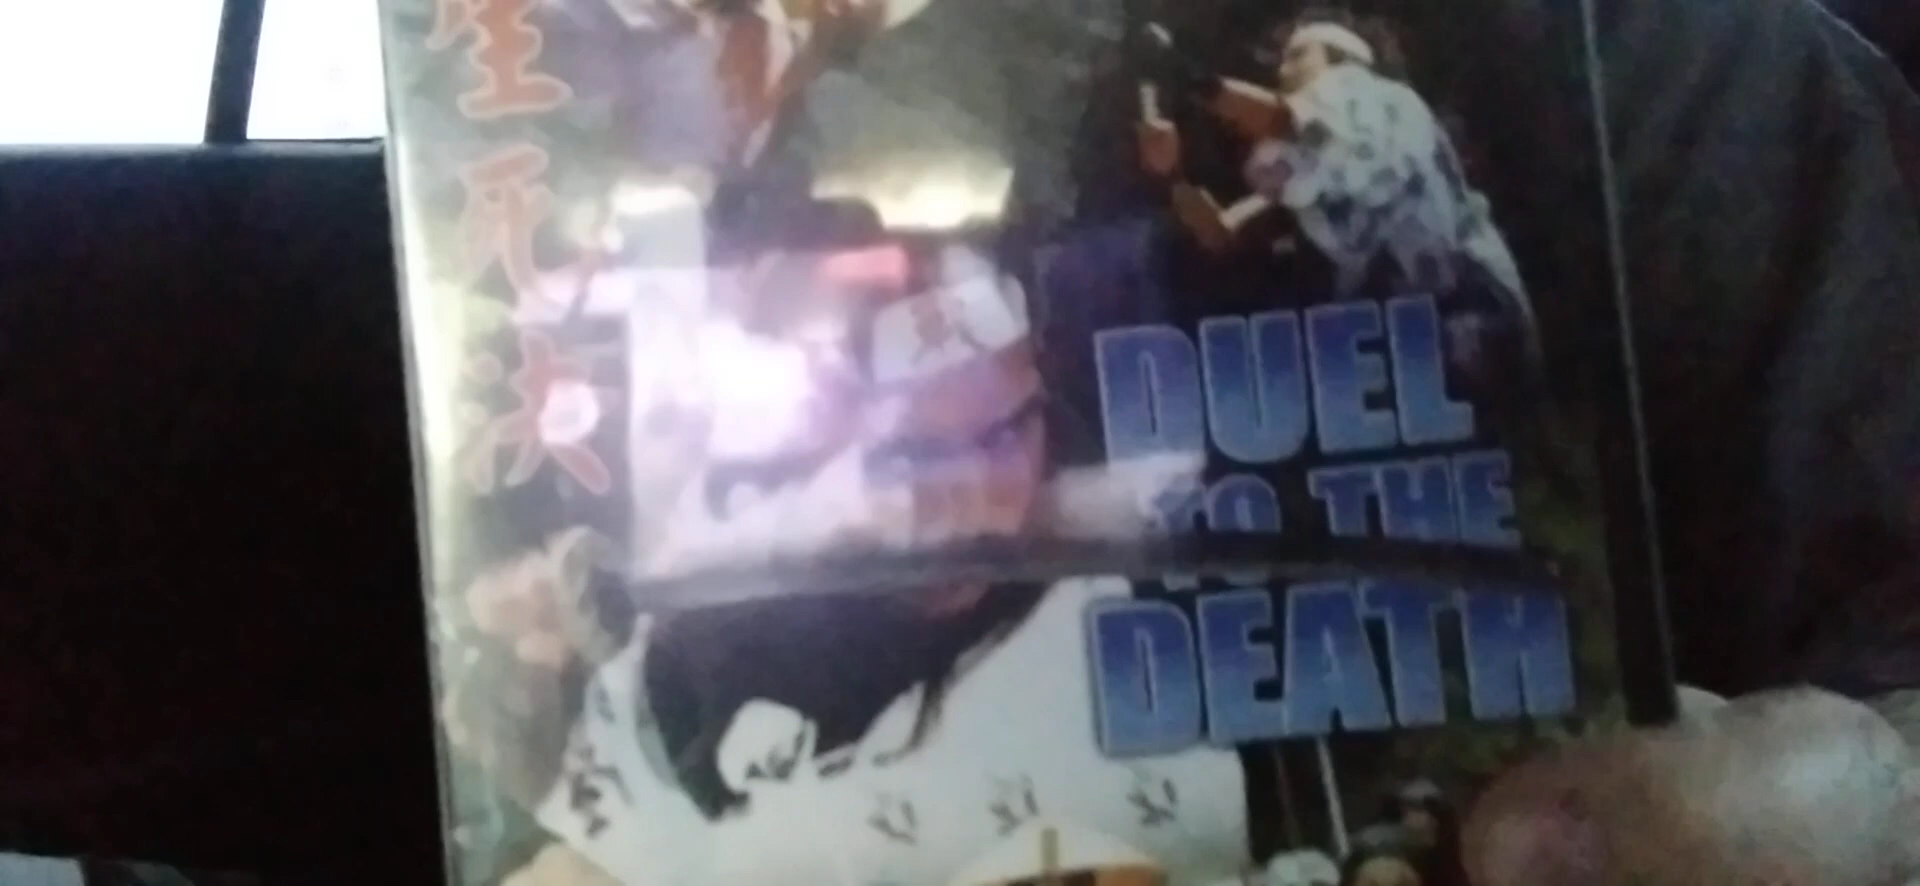 生死決
DUEL
TO THE
DEATH